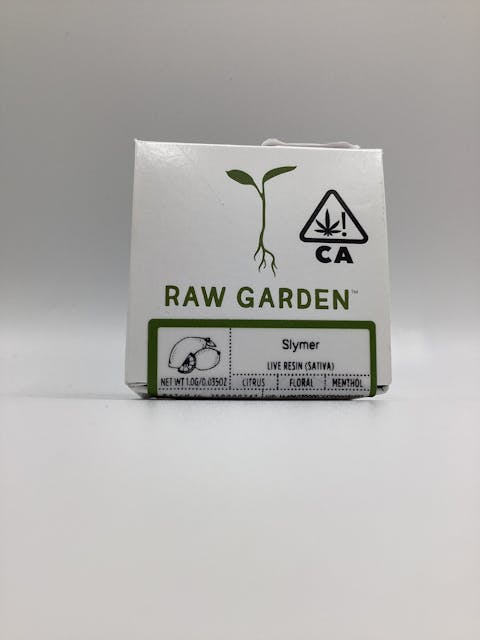 !
CA
RAW GARDEN™
Slymer
LIVE RESIN (SATIVA)
NET WT 1.0G/0.035OZ
CITRUS FLORAL MENTHOL